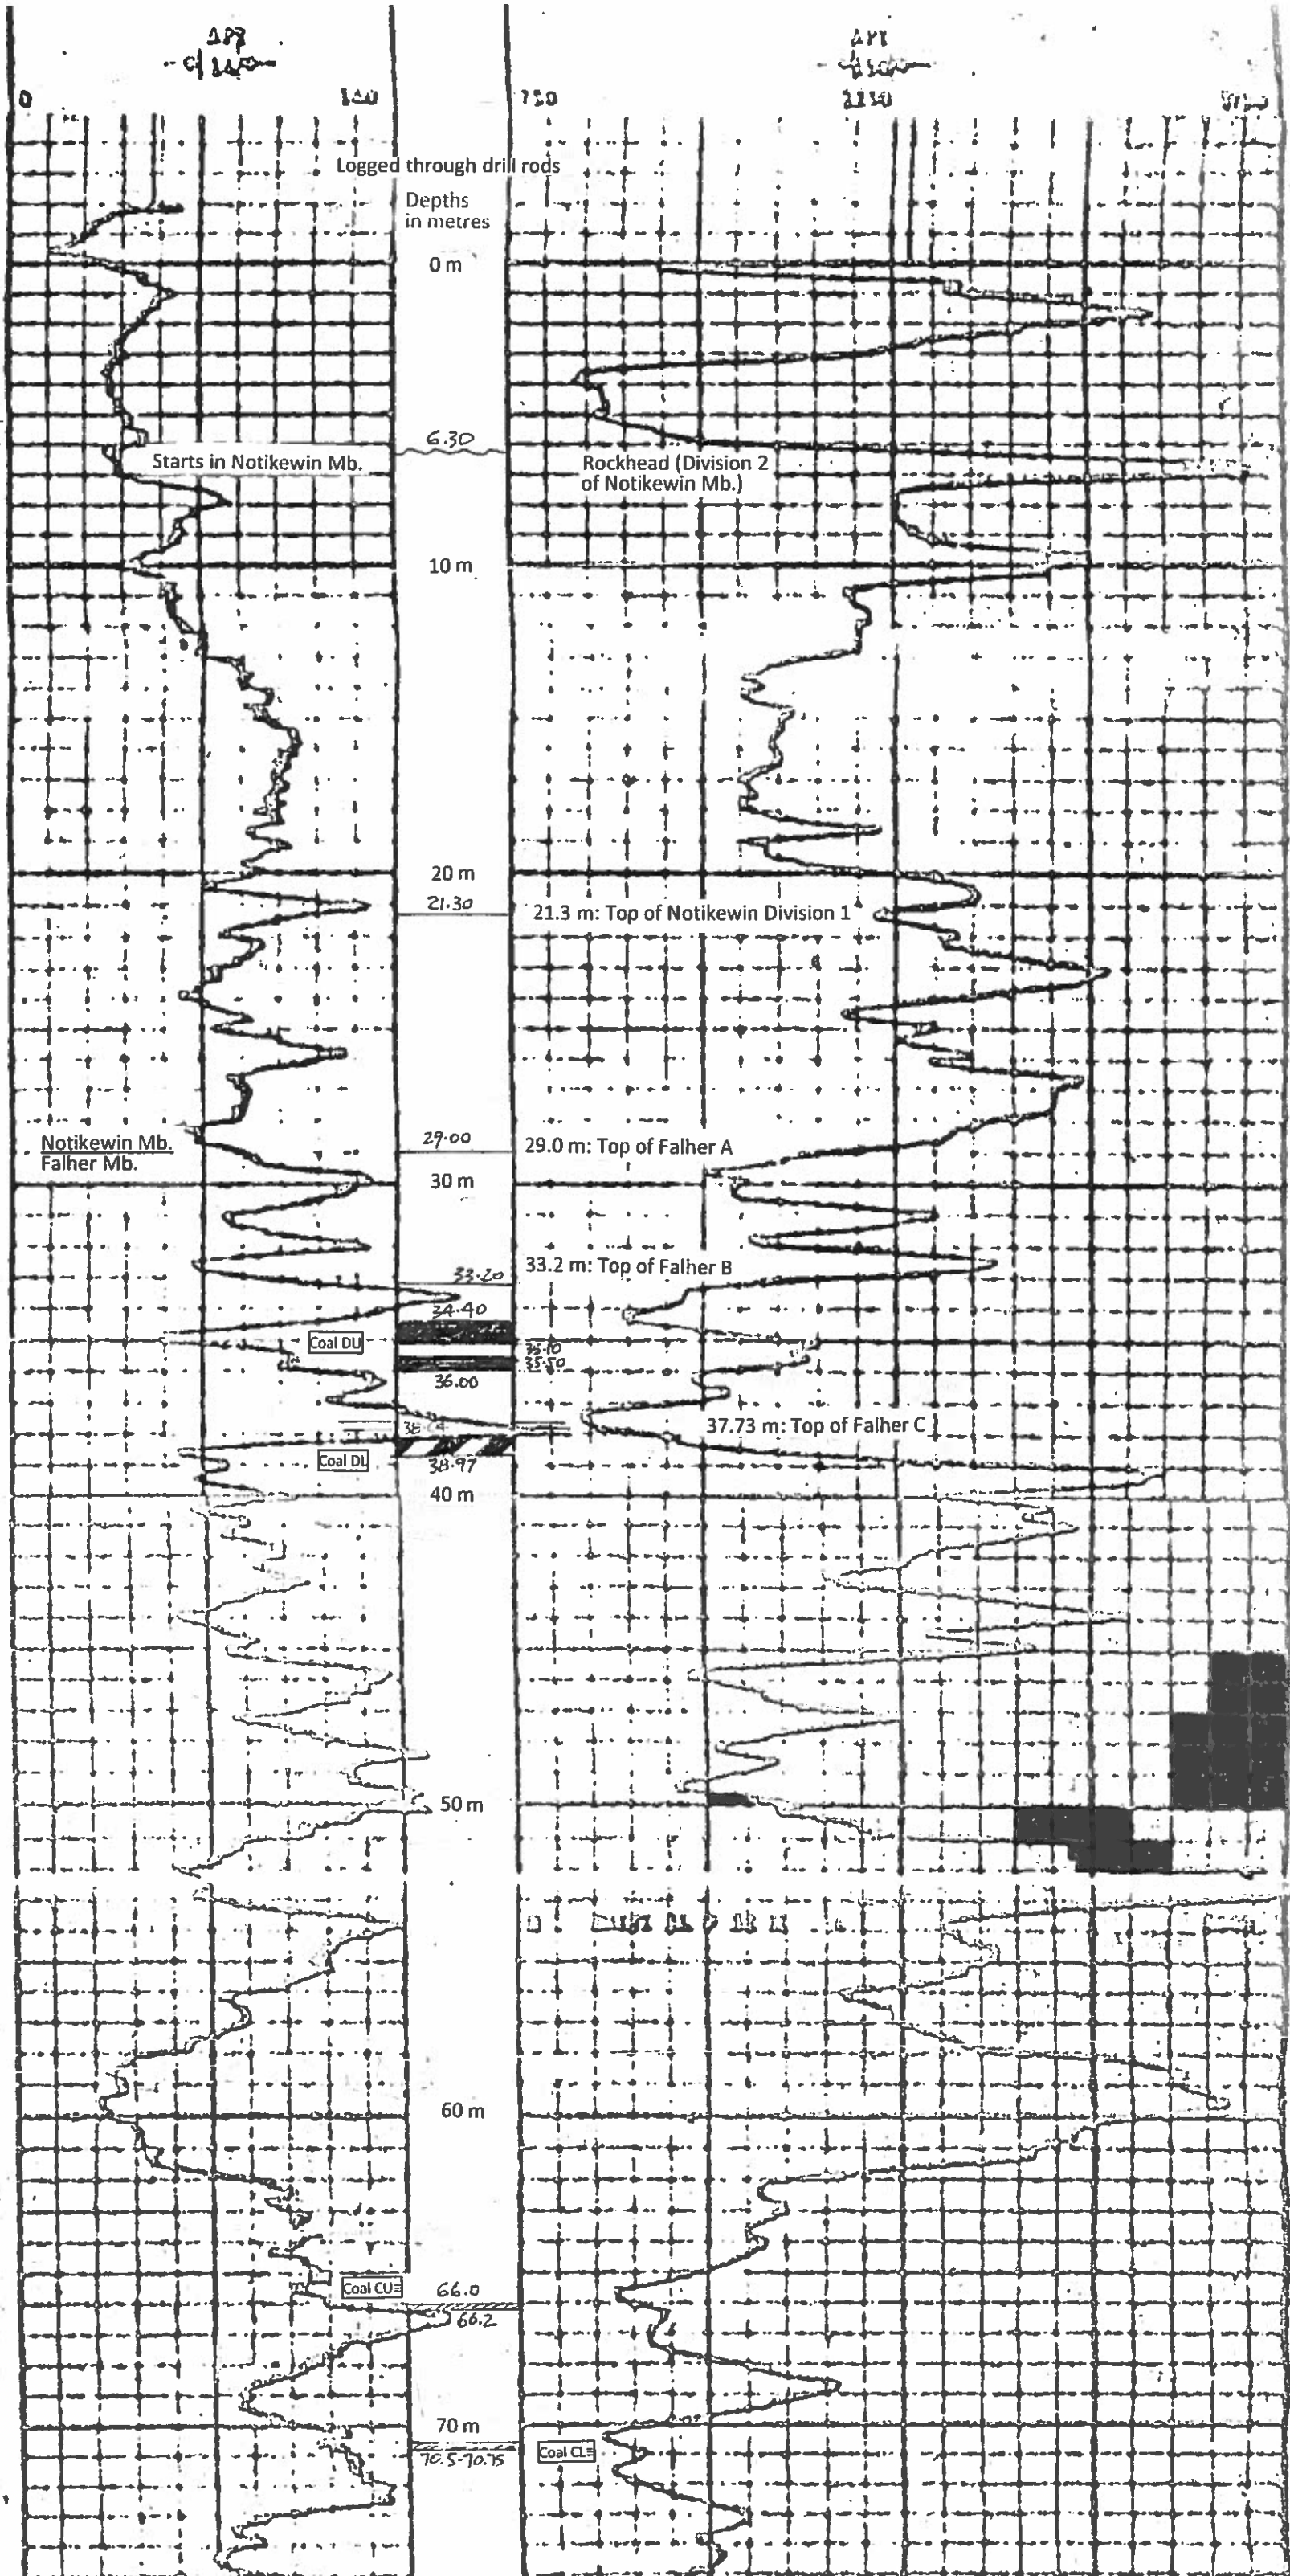 API
API
0
750
Logged through drill rods
Depths
in metres
0 m
6.30
Starts in Notikewin Mb.
Rockhead (Division 2
of Notikewin Mb.)
10 m
20 m
21.30
21.3 m: Top of Notikewin Division 1
Notikewin Mb.
Falher Mb.
29.00
29.0 m: Top of Falher A
30 m
33.2 m: Top of Falher B
33.20
34.40
Coal DU
35.10
35.50
36.00
37.73 m: Top of Falher C
Coal DL
38.97
40 m
50 m
60 m
Coal CU
66.0
66.2
70 m
70.5-70.75
Coal CL